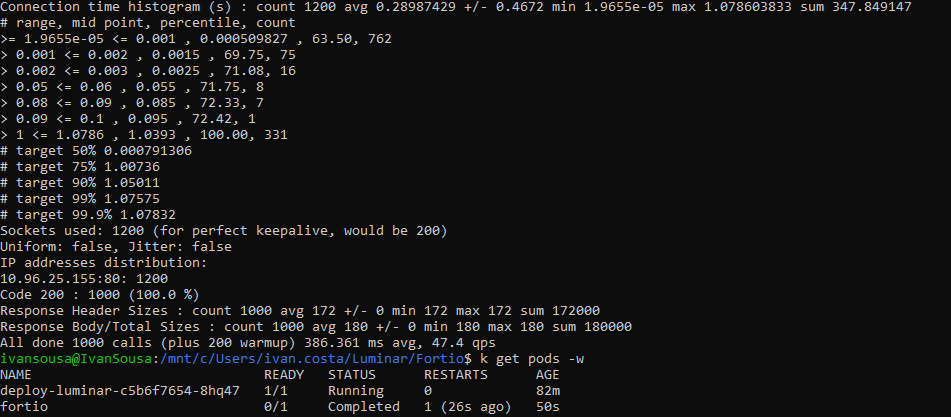 Connection time histogram (s) : count 1200 avg 0.28987429 +/- 0.4672 min 1.9655e-05 max 1.078603833 sum 347.849147
# range, mid point, percentile, count
>= 1.9655e-05 <= 0.001 , 0.000509827 , 63.50, 762
> 0.001 <= 0.002 , 0.0015 , 69.75, 75
> 0.002 <= 0.003 , 0.0025 , 71.08, 16
> 0.05 <= 0.06 , 0.055 , 71.75, 8
> 0.08 <= 0.09 , 0.085 , 72.33, 7
> 0.09 <= 0.1 , 0.095 , 72.42, 1
> 1 <= 1.0786 , 1.0393 , 100.00, 331
# target 50% 0.000791306
# target 75% 1.00736
# target 90% 1.05011
# target 99% 1.07575
# target 99.9% 1.07832
Sockets used: 1200 (for perfect keepalive, would be 200)
Uniform: false, Jitter: false
IP addresses distribution:
10.96.25.155:80: 1200
Code 200 : 1000 (100.0 %)
Response Header Sizes : count 1000 avg 172 +/- 0 min 172 max 172 sum 172000
Response Body/Total Sizes : count 1000 avg 180 +/- 0 min 180 max 180 sum 180000
All done 1000 calls (plus 200 warmup) 386.361 ms avg, 47.4 qps
ivansousa@IvanSousa:/mnt/c/Users/ivan.costa/Luminar/Fortio$ k get pods -w
NAME READY STATUS RESTARTS AGE
deploy-luminar-c5b6f7654-8hq47 1/1 Running 0 82m
fortio 0/1 Completed 1 (26s ago) 50s